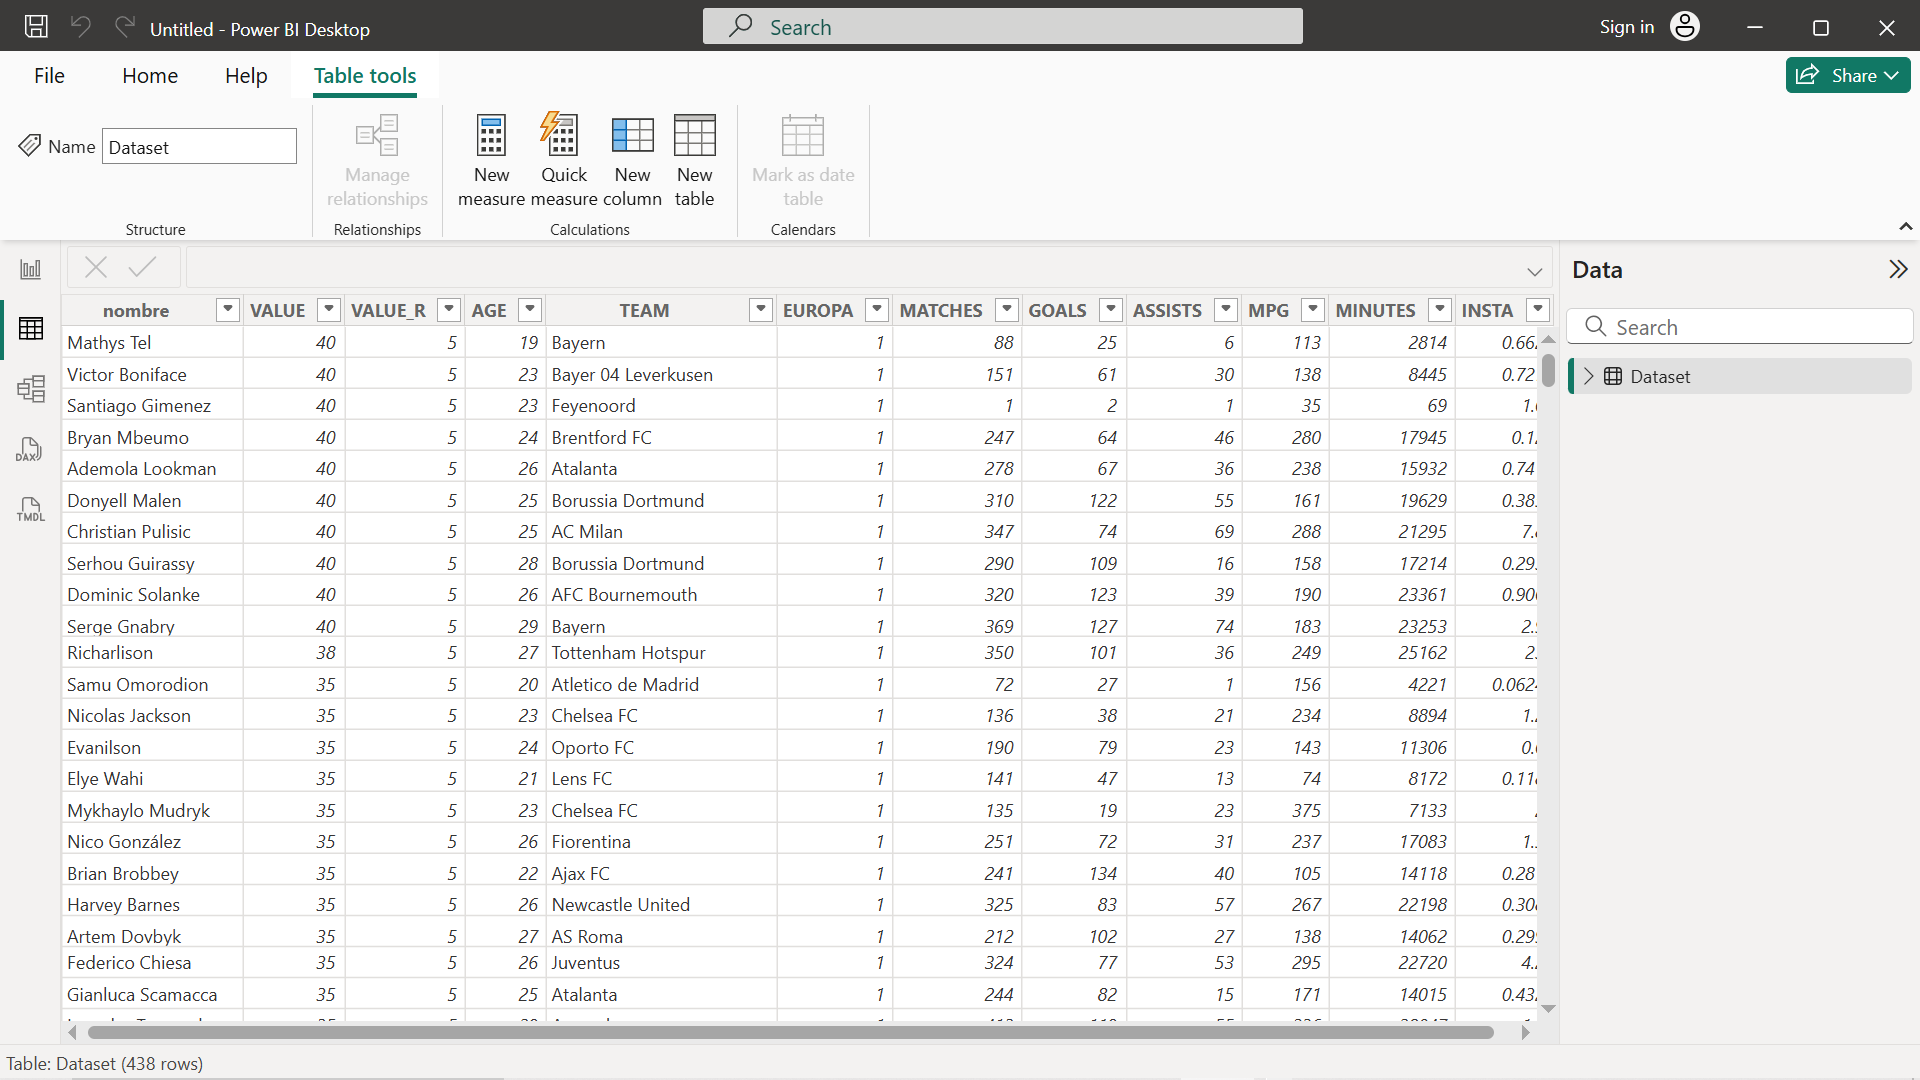 Untitled - Power BI Desktop
Search
Sign in
File Home Help Table tools
Share
Name Dataset
Manage relationships
New measure
Quick measure
New column
New table
Mark as date table
Structure Relationships Calculations Calendars
Data
Search
Dataset
DAX
TMDL
nombre VALUE VALUE_R AGE TEAM EUROPA MATCHES GOALS ASSISTS MPG MINUTES INSTA
Mathys Tel 40 5 19 Bayern 1 88 25 6 113 2814 0.66
Victor Boniface 40 5 23 Bayer 04 Leverkusen 1 151 61 30 138 8445 0.72
Santiago Gimenez 40 5 23 Feyenoord 1 1 2 1 35 69 1.
Bryan Mbeumo 40 5 24 Brentford FC 1 247 64 46 280 17945 0.1
Ademola Lookman 40 5 26 Atalanta 1 278 67 36 238 15932 0.74
Donyell Malen 40 5 25 Borussia Dortmund 1 310 122 55 161 19629 0.38
Christian Pulisic 40 5 25 AC Milan 1 347 74 69 288 21295 7.
Serhou Guirassy 40 5 28 Borussia Dortmund 1 290 109 16 158 17214 0.29
Dominic Solanke 40 5 26 AFC Bournemouth 1 320 123 39 190 23361 0.90
Serge Gnabry 40 5 29 Bayern 1 369 127 74 183 23253 2.
Richarlison 38 5 27 Tottenham Hotspur 1 350 101 36 249 25162 2
Samu Omorodion 35 5 20 Atletico de Madrid 1 72 27 1 156 4221 0.062
Nicolas Jackson 35 5 23 Chelsea FC 1 136 38 21 234 8894 1.
Evanilson 35 5 24 Oporto FC 1 190 79 23 143 11306 0.
Elye Wahi 35 5 21 Lens FC 1 141 47 13 74 8172 0.11
Mykhaylo Mudryk 35 5 23 Chelsea FC 1 135 19 23 375 7133
Nico González 35 5 26 Fiorentina 1 251 72 31 237 17083 1.
Brian Brobbey 35 5 22 Ajax FC 1 241 134 40 105 14118 0.28
Harvey Barnes 35 5 26 Newcastle United 1 325 83 57 267 22198 0.30
Artem Dovbyk 35 5 27 AS Roma 1 212 102 27 138 14062 0.29
Federico Chiesa 35 5 26 Juventus 1 324 77 53 295 22720 4.
Gianluca Scamacca 35 5 25 Atalanta 1 244 82 15 171 14015 0.43
Table: Dataset (438 rows)